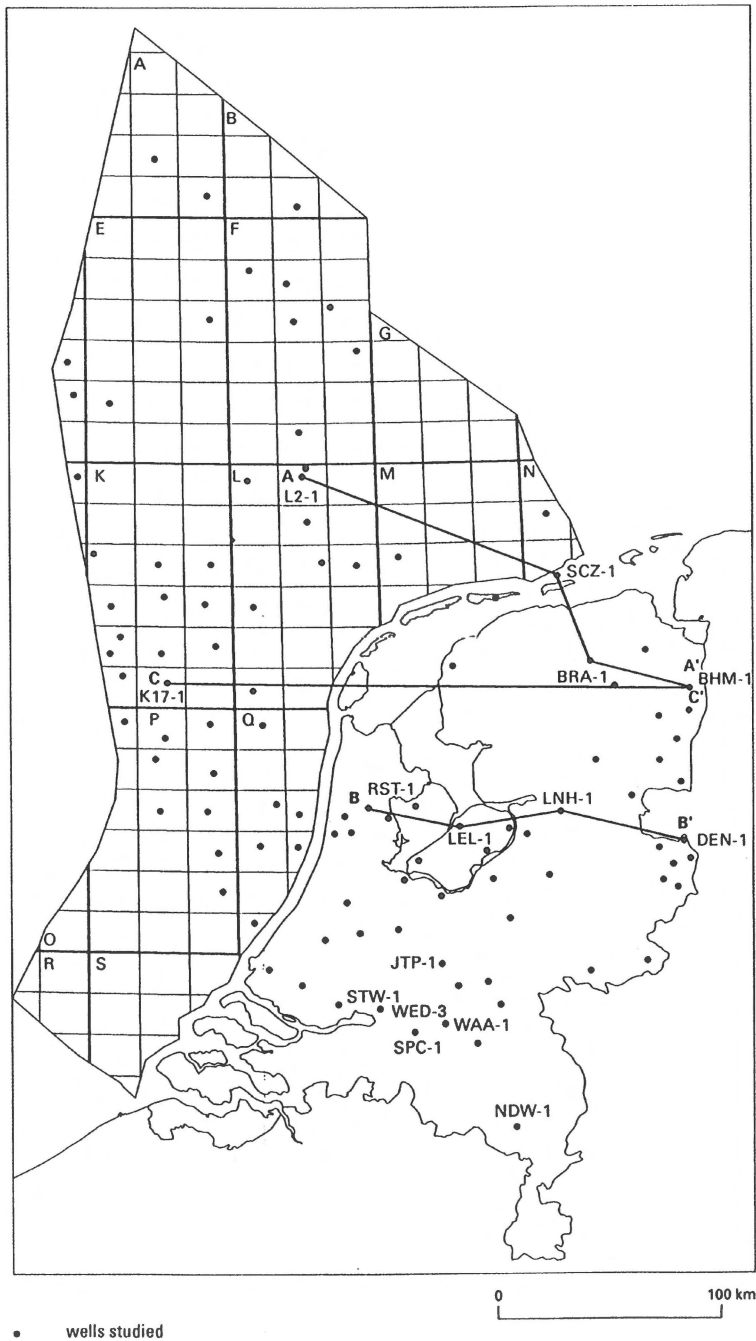 A
B
E
F
G
K
L
A
M
N
L2-1
SCZ-1
BRA-1
A'
BHM-1
C'
C
K17-1
P
Q
B
RST-1
LNH-1
LEL-1
B'
DEN-1
O
R
S
JTP-1
STW-1
WED-3
WAA-1
SPC-1
NDW-1
0
100 km
wells studied